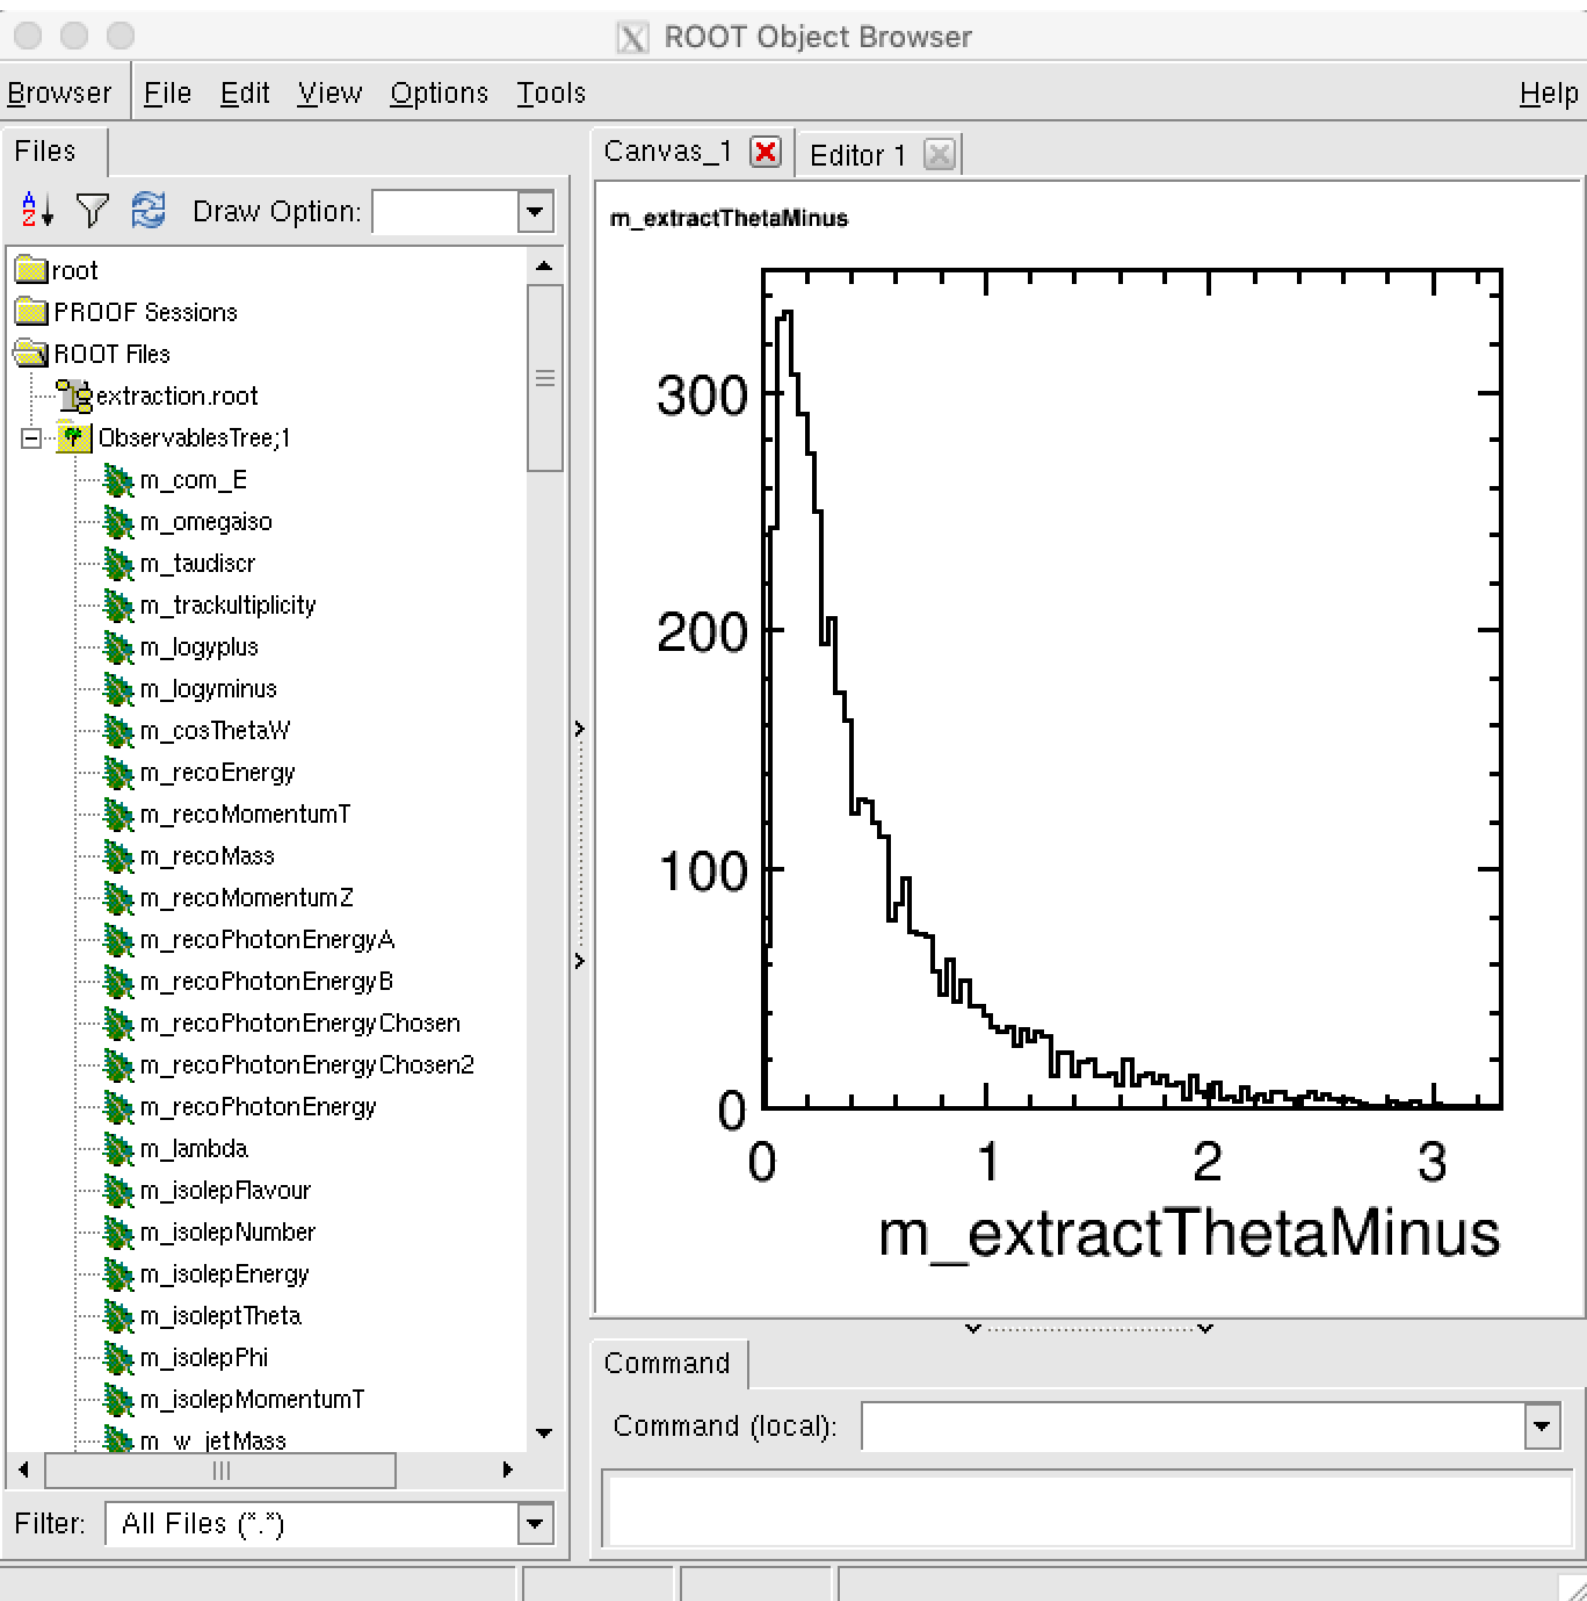 ROOT Object Browser
Browser File Edit View Options Tools Help
Files
Draw Option:
root
PROOF Sessions
ROOT Files
extraction.root
ObservablesTree;1
m_com_E
m_omegaiso
m_taudiscr
m_trackultiplicity
m_logyplus
m_logyminus
m_cosThetaW
m_recoEnergy
m_recoMomentumT
m_recoMass
m_recoMomentumZ
m_recoPhotonEnergyA
m_recoPhotonEnergyB
m_recoPhotonEnergyChosen
m_recoPhotonEnergyChosen2
m_recoPhotonEnergy
m_lambda
m_isolepFlavour
m_isolepNumber
m_isolepEnergy
m_isoleptTheta
m_isolepPhi
m_isolepMomentumT
m_w_jetMass
Filter: All Files (*.*)
Canvas_1 Editor 1
m_extractThetaMinus
300
200
100
0
0 1 2 3
m_extractThetaMinus
Command
Command (local):